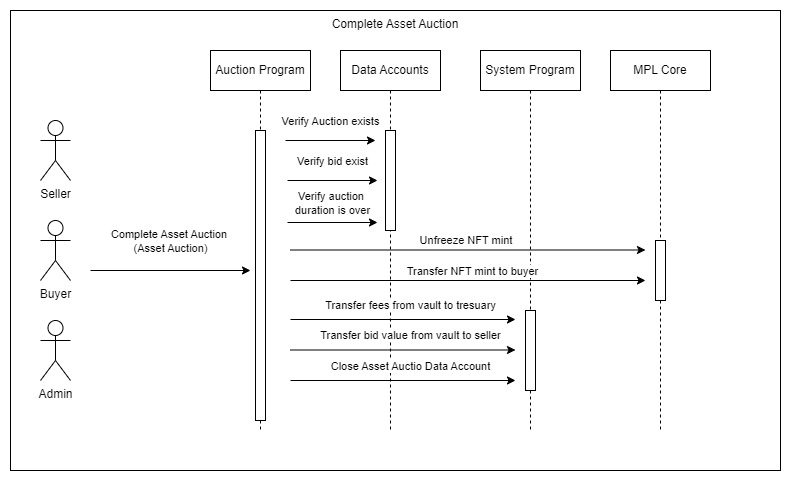 Complete Asset Auction
Auction Program
Data Accounts
System Program
MPL Core
Seller
Buyer
Admin
Complete Asset Auction
(Asset Auction)
Verify Auction exists
Verify bid exist
Verify auction
duration is over
Unfreeze NFT mint
Transfer NFT mint to buyer
Transfer fees from vault to tresuary
Transfer bid value from vault to seller
Close Asset Auctio Data Account